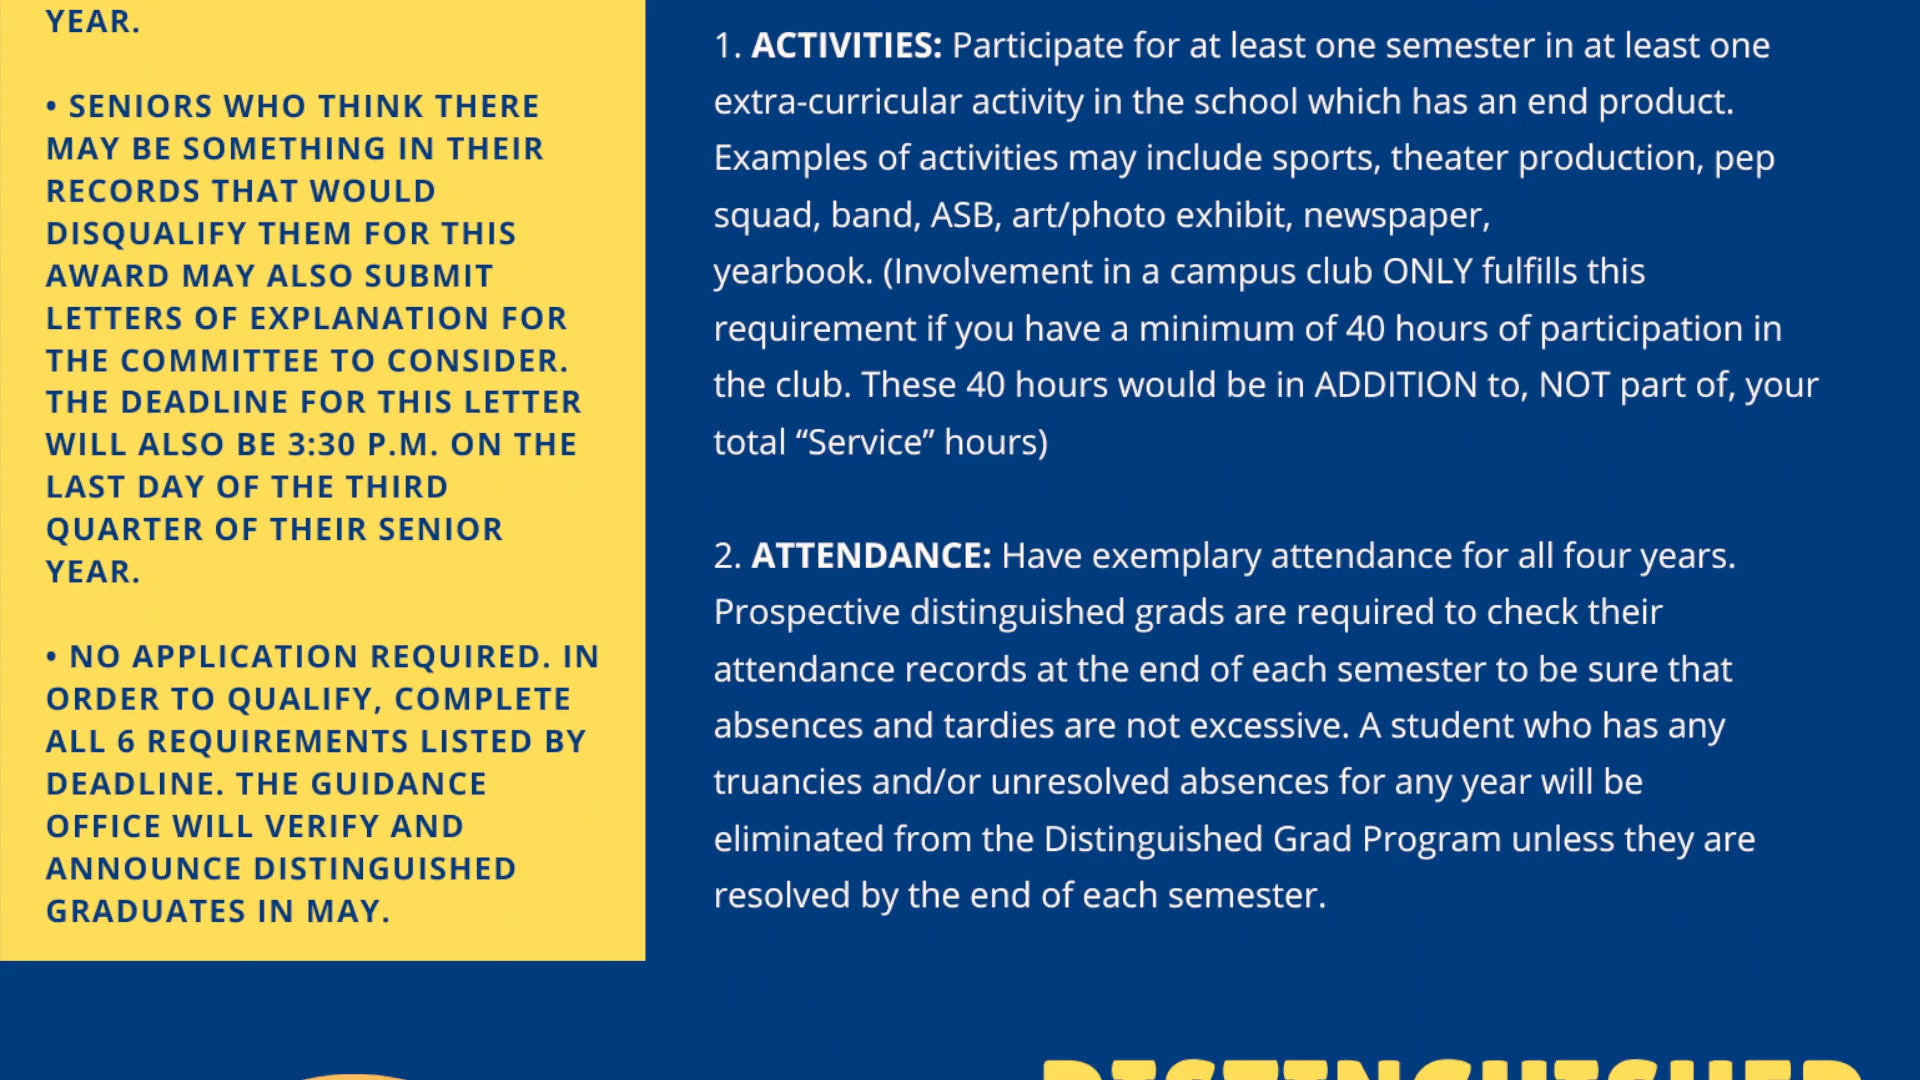 YEAR.
• SENIORS WHO THINK THERE
MAY BE SOMETHING IN THEIR
RECORDS THAT WOULD
DISQUALIFY THEM FOR THIS
AWARD MAY ALSO SUBMIT
LETTERS OF EXPLANATION FOR
THE COMMITTEE TO CONSIDER.
THE DEADLINE FOR THIS LETTER
WILL ALSO BE 3:30 P.M. ON THE
LAST DAY OF THE THIRD
QUARTER OF THEIR SENIOR
YEAR.
• NO APPLICATION REQUIRED. IN
ORDER TO QUALIFY, COMPLETE
ALL 6 REQUIREMENTS LISTED BY
DEADLINE. THE GUIDANCE
OFFICE WILL VERIFY AND
ANNOUNCE DISTINGUISHED
GRADUATES IN MAY.
1. ACTIVITIES: Participate for at least one semester in at least one
extra-curricular activity in the school which has an end product.
Examples of activities may include sports, theater production, pep
squad, band, ASB, art/photo exhibit, newspaper,
yearbook. (Involvement in a campus club ONLY fulfills this
requirement if you have a minimum of 40 hours of participation in
the club. These 40 hours would be in ADDITION to, NOT part of, your
total “Service” hours)
2. ATTENDANCE: Have exemplary attendance for all four years.
Prospective distinguished grads are required to check their
attendance records at the end of each semester to be sure that
absences and tardies are not excessive. A student who has any
truancies and/or unresolved absences for any year will be
eliminated from the Distinguished Grad Program unless they are
resolved by the end of each semester.
DISTINGUISHED